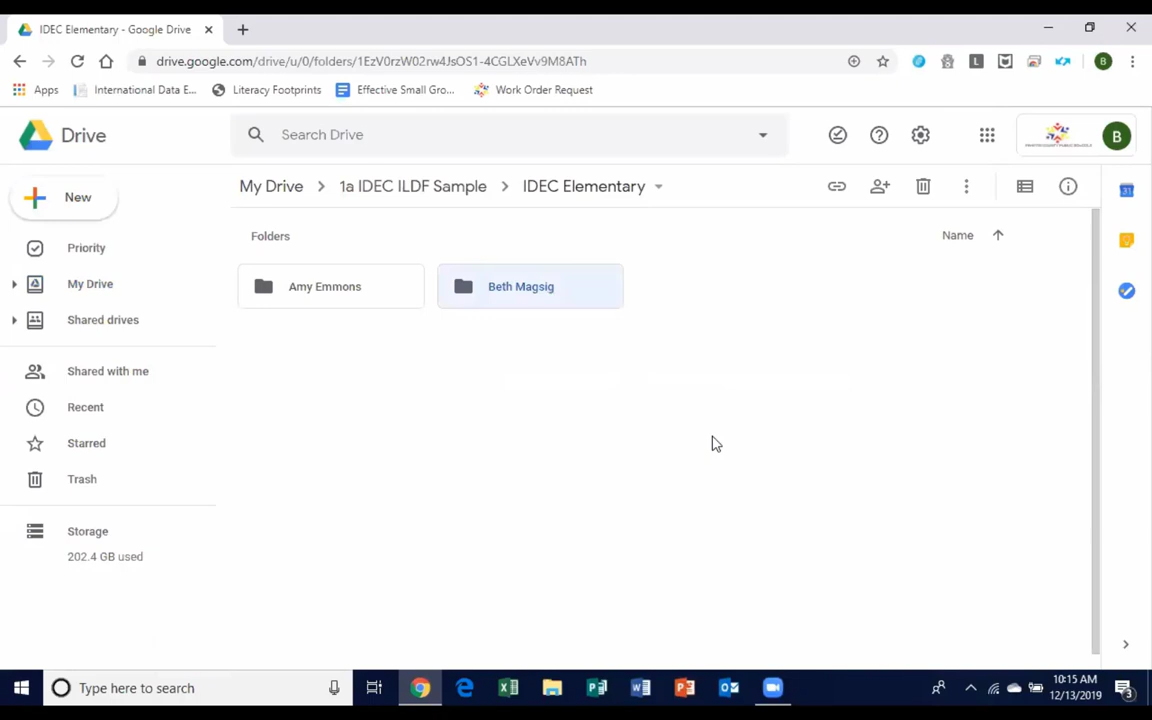 IDEC Elementary - Google Drive
drive.google.com/drive/u/0/folders/1EzV0rzW02rw4JsOS1-4CGLXeVv9M8ATh
L
B
Apps
International Data E...
Literacy Footprints
Effective Small Gro...
Work Order Request
Drive
Search Drive
B
New
My Drive
1a IDEC ILDF Sample
IDEC Elementary
31
Folders
Name
Priority
My Drive
Shared drives
Shared with me
Recent
Starred
Trash
Storage
202.4 GB used
Amy Emmons
Beth Magsig
Type here to search
10:15 AM
12/13/2019
3